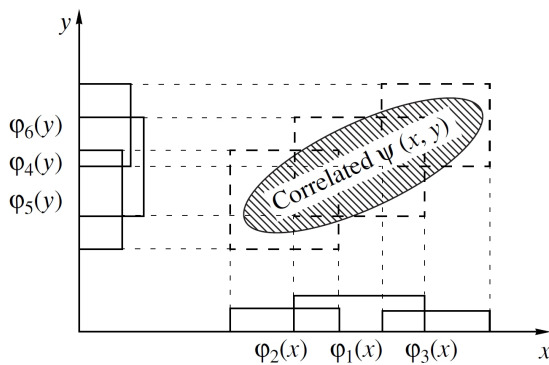 y
φ₆(y)
φ₄(y)
φ₅(y)
Correlated ψ (x, y)
φ₂(x) φ₁(x) φ₃(x)
x